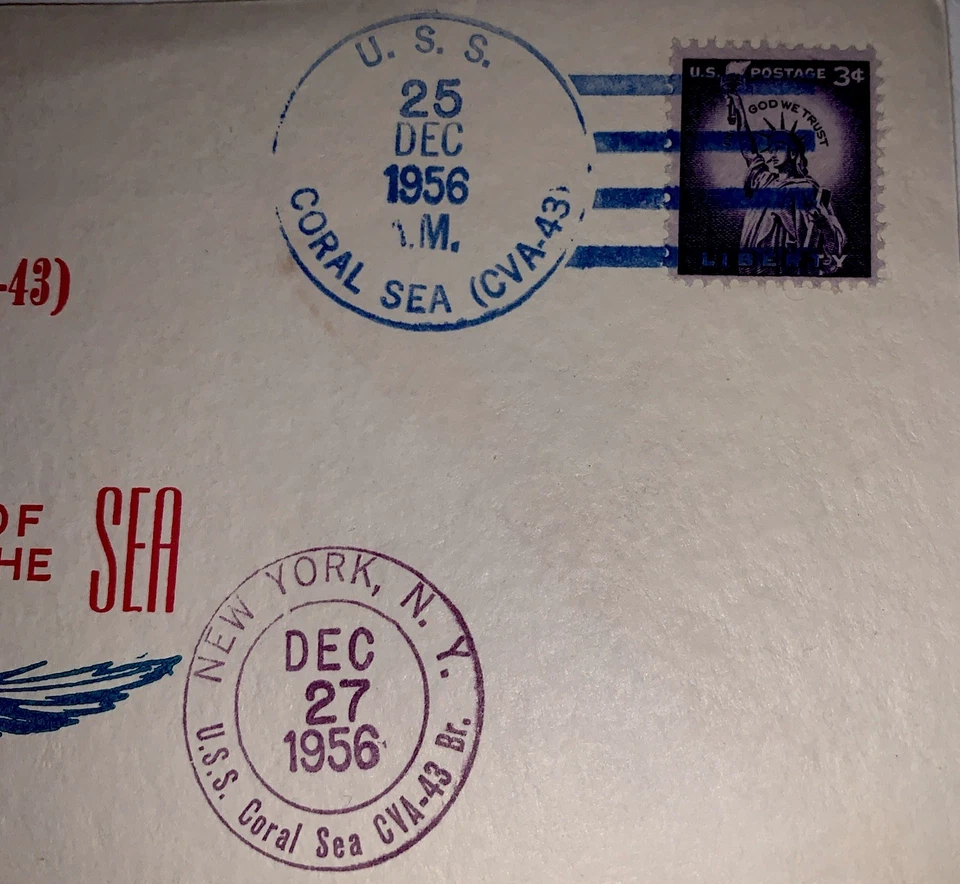 U. S. S.
25
DEC
1956
.M.
CORAL SEA (CVA-43)
U.S. POSTAGE 3¢
GOD WE TRUST
LIBERTY
-43)
OF
HE
SEA
NEW YORK, N. Y.
DEC
27
1956
U.S.S. Coral Sea CVA-43 Br.